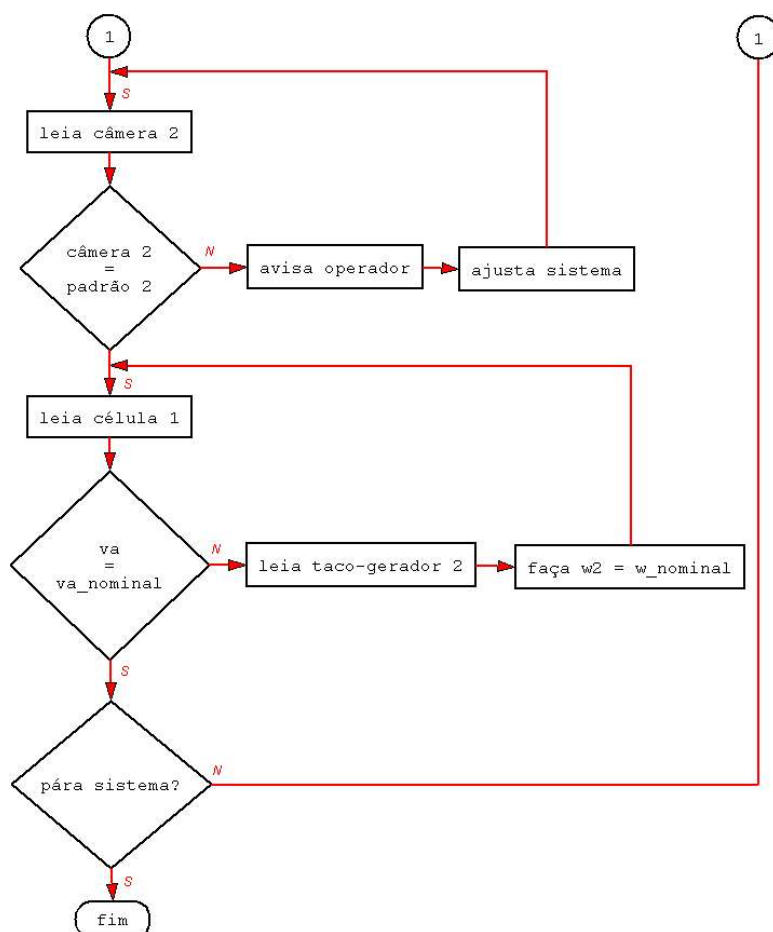 1
1
S
leia câmera 2
câmera 2
=
padrão 2
N
avisa operador
ajusta sistema
S
leia célula 1
va
=
va_nominal
N
leia taco-gerador 2
faça w2 = w_nominal
S
pára sistema?
N
S
fim